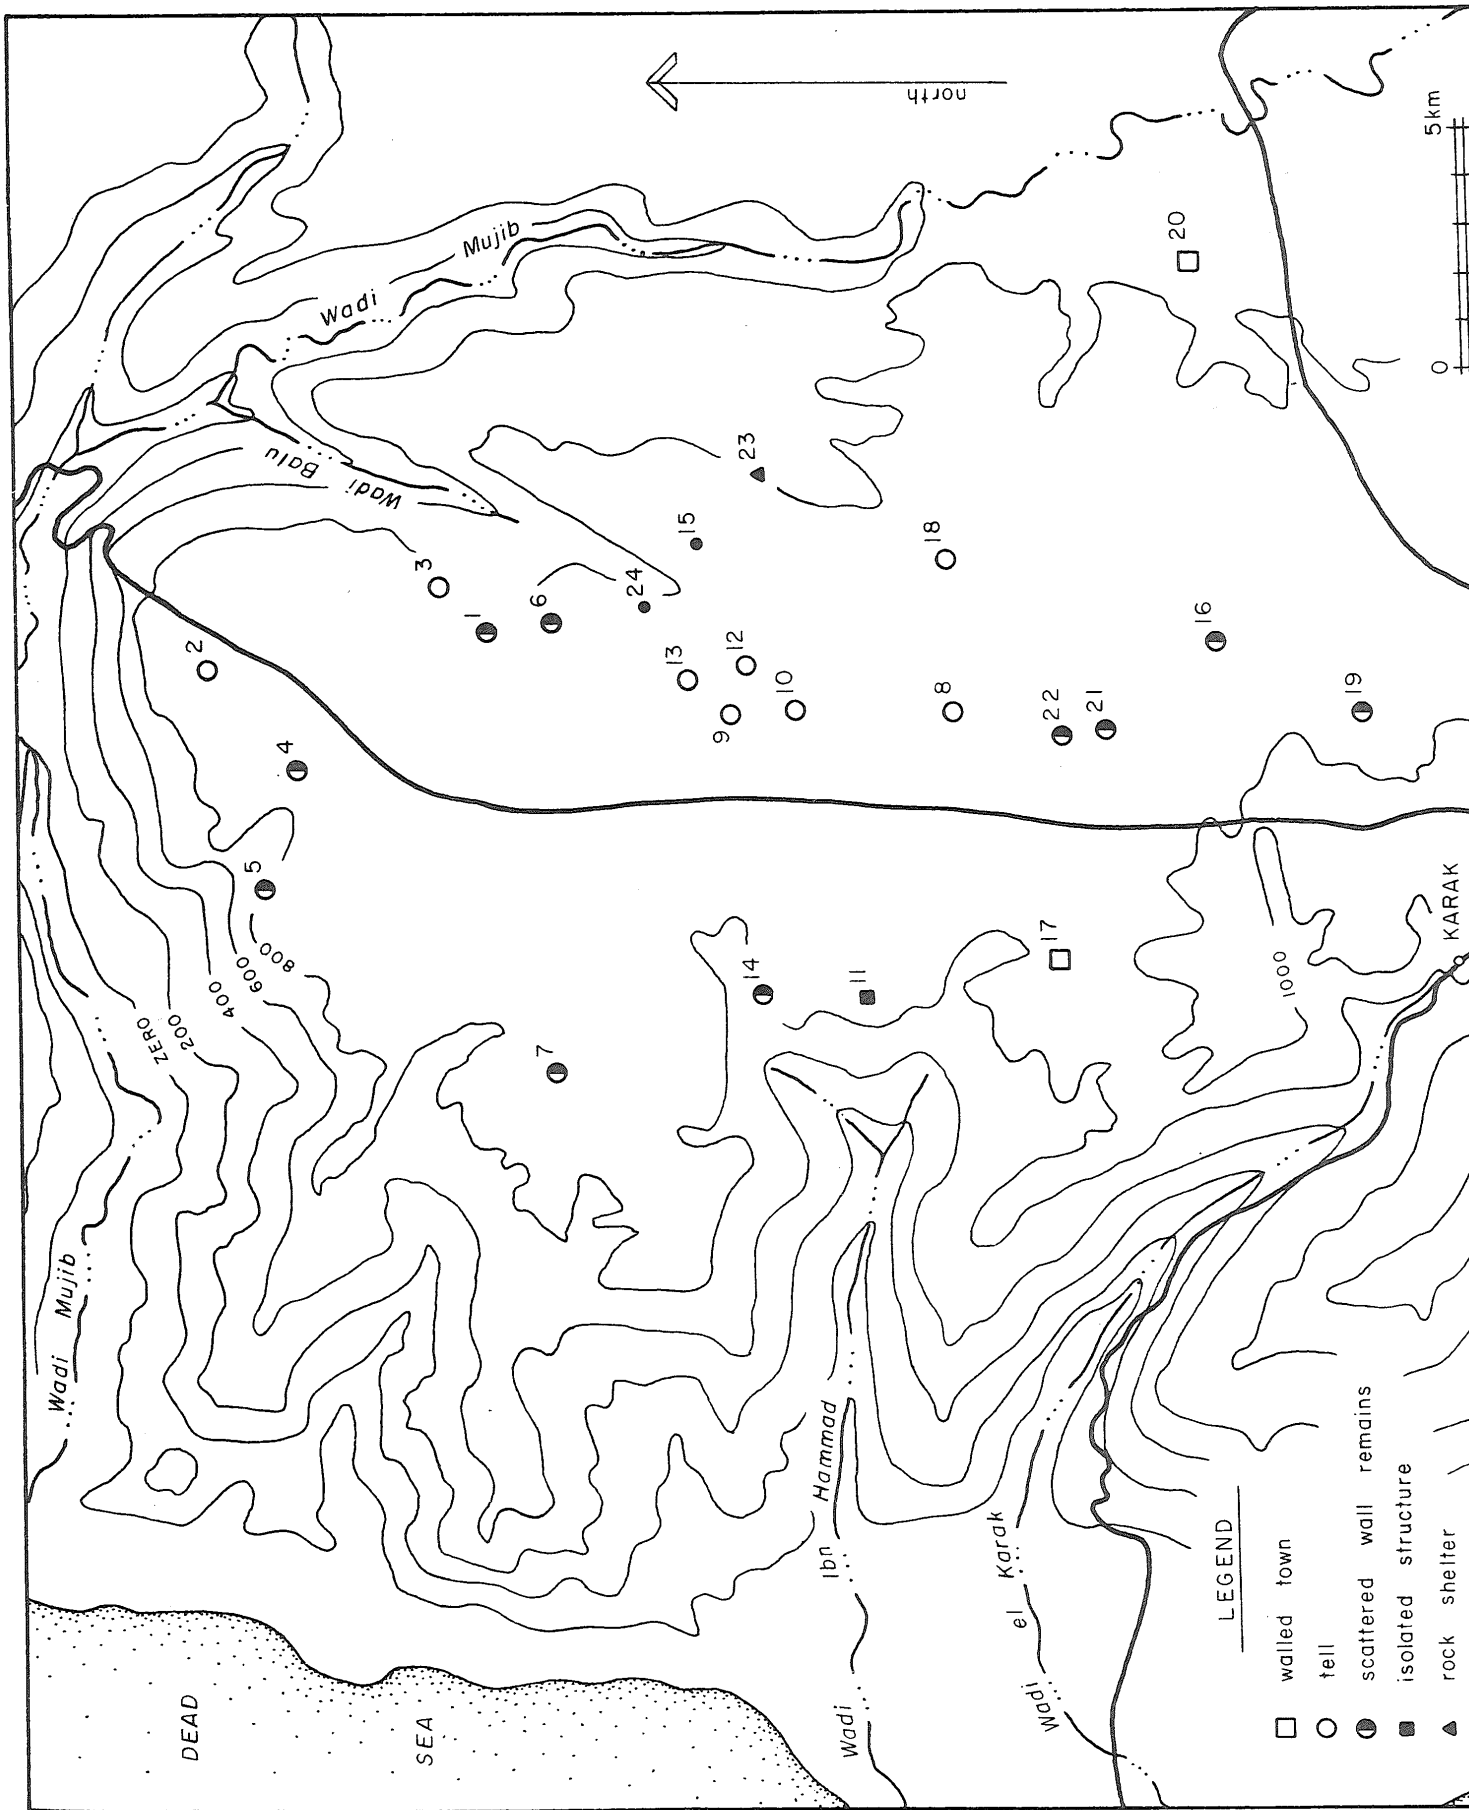 DEAD
SEA
Wadi Mujib
Wadi Mujib
Wadi Balu
Wadi Ibn Hammad
Wadi el Karak
ZERO
200
400
600
800
1000
north
1
2
3
4
5
6
7
8
9
10
11
12
13
14
15
16
17
18
19
20
21
22
23
24
KARAK
0
5km
LEGEND
walled town
tell
scattered wall remains
isolated structure
rock shelter